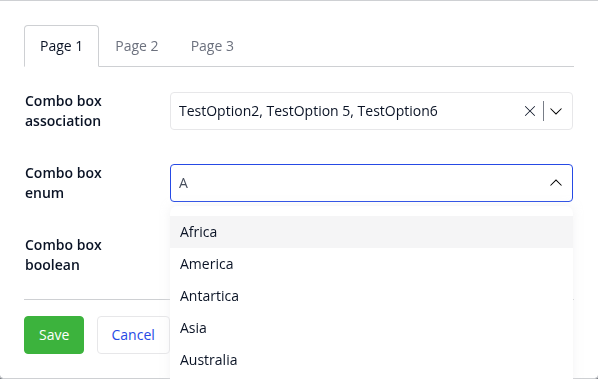 Page 1 Page 2 Page 3
Combo box
association
TestOption2, TestOption 5, TestOption6
Combo box
enum
A
Africa
America
Antartica
Asia
Australia
Combo box
boolean
Save Cancel